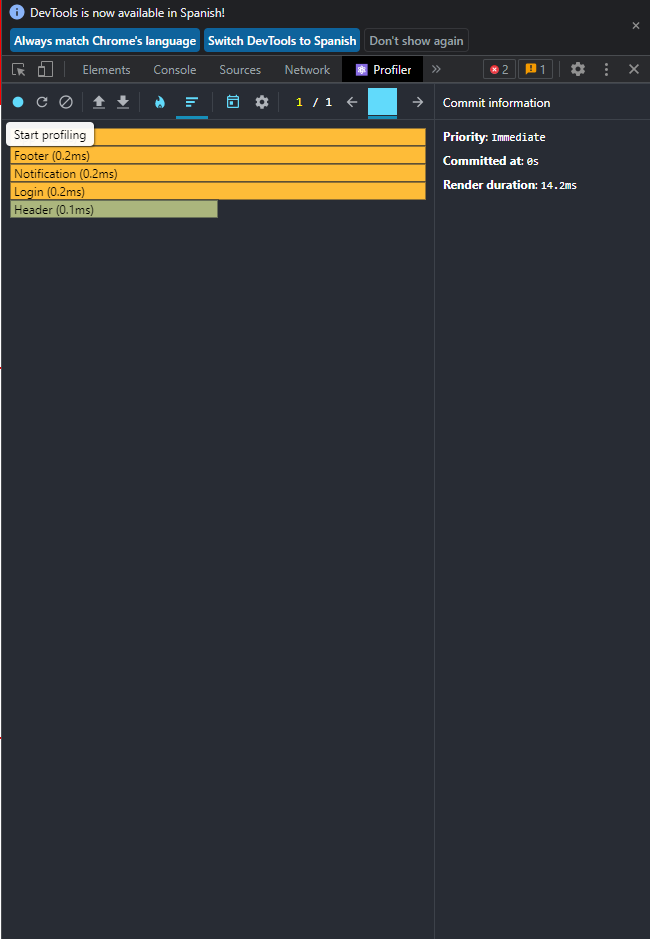 DevTools is now available in Spanish!
Always match Chrome's language Switch DevTools to Spanish Don't show again
Elements Console Sources Network Profiler 2 1
1 / 1
Commit information
Start profiling
Priority: Immediate
Footer (0.2ms)
Committed at: 0s
Notification (0.2ms)
Render duration: 14.2ms
Login (0.2ms)
Header (0.1ms)